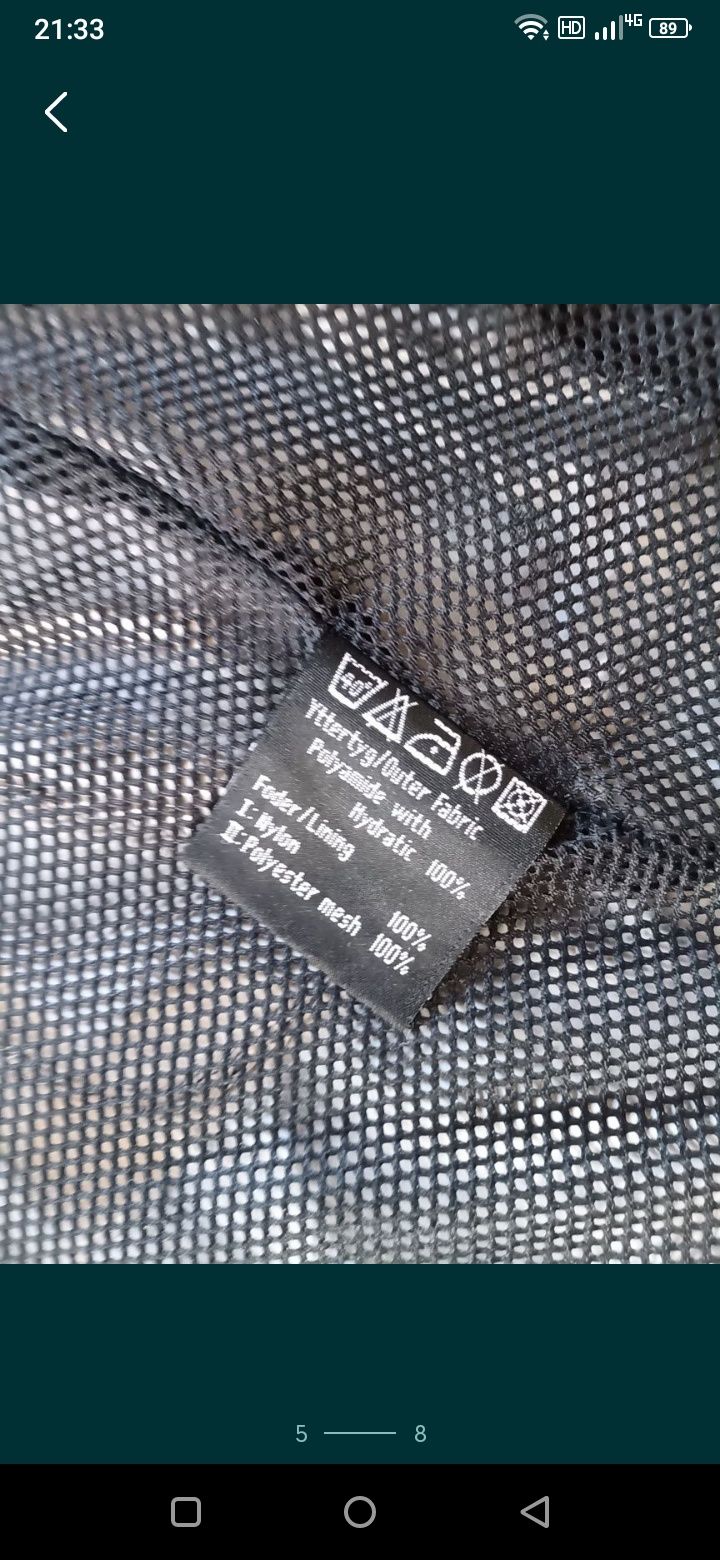 21:33
HD
4G
89
40°
Yttertyg/Outer Fabric
Polyamide with
Hydratic 100%
Foder/Lining
I:Nylon 100%
II:Polyester mesh 100%
5
8